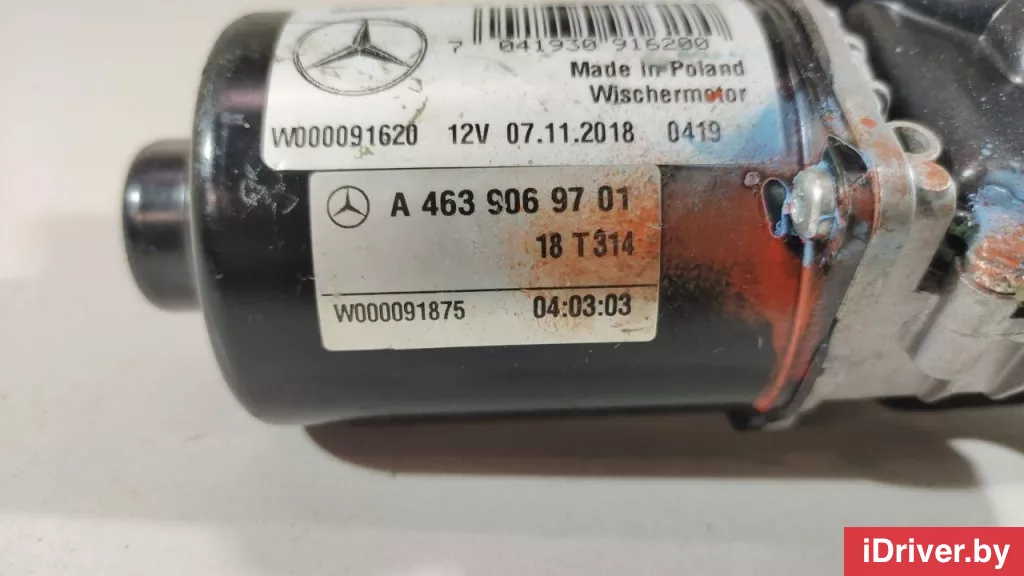 7 041930 916200
Made in Poland
Wischermotor
W000091620 12V 07.11.2018 0419
A 463 906 97 01
18 T314
W000091875 04:03:03
iDriver.by